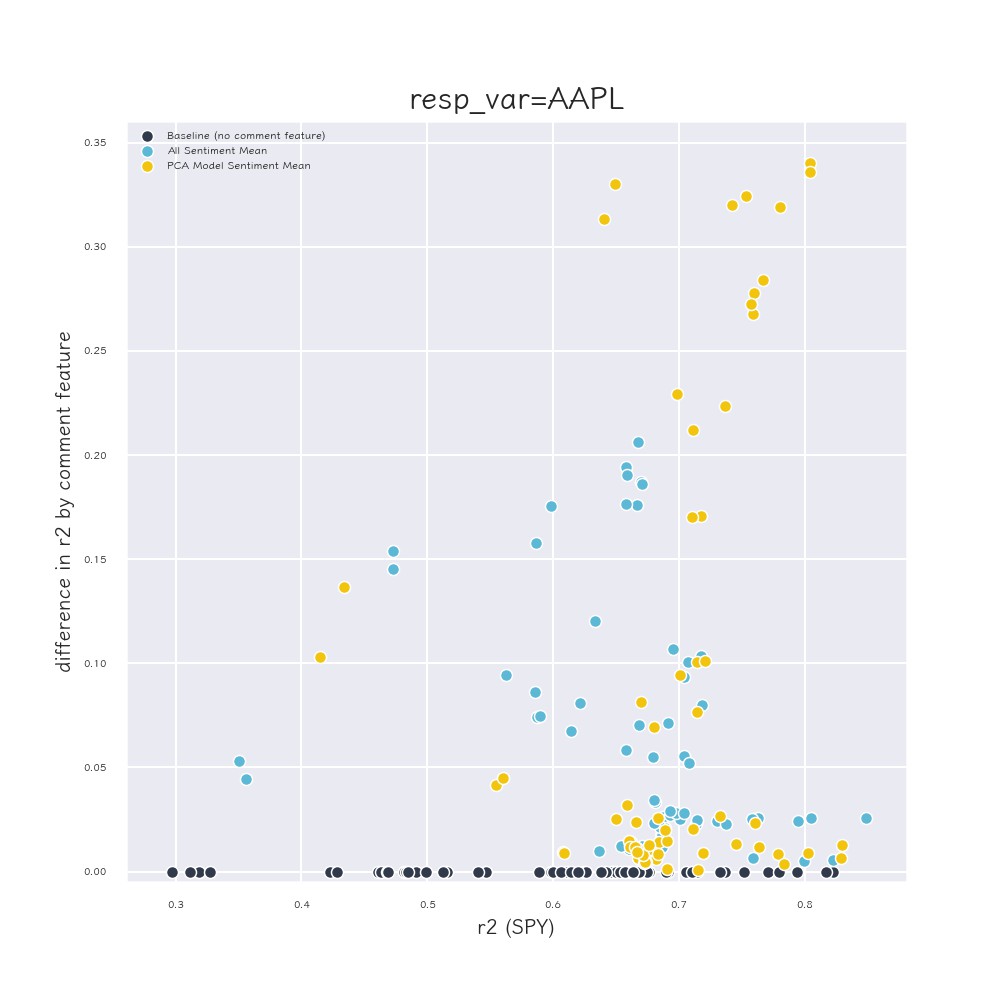 resp_var=AAPL
Baseline (no comment feature)
All Sentiment Mean
PCA Model Sentiment Mean
0.35
0.30
0.25
0.20
0.15
0.10
0.05
0.00
difference in r2 by comment feature
0.3 0.4 0.5 0.6 0.7 0.8
r2 (SPY)